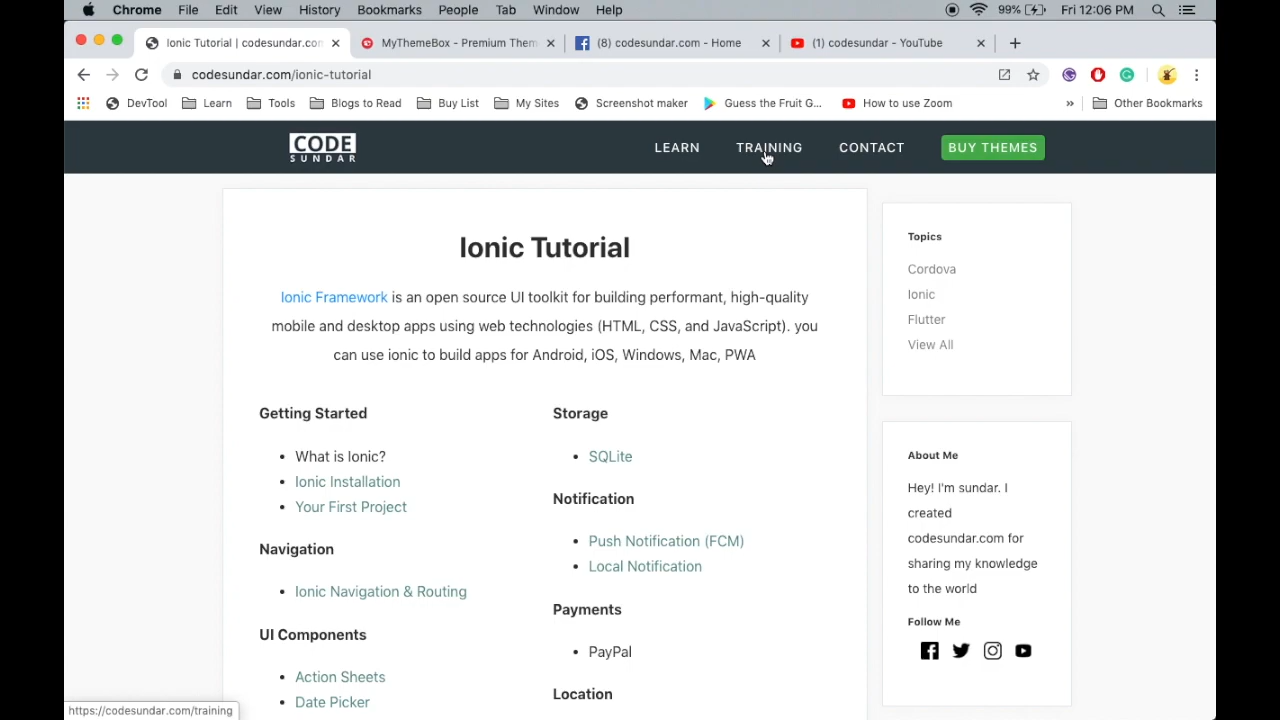 Chrome File Edit View History Bookmarks People Tab Window Help 99% Fri 12:06 PM
Ionic Tutorial | codesundar.con MyThemeBox - Premium Them (8) codesundar.com - Home (1) codesundar - YouTube
codesundar.com/ionic-tutorial
DevTool Learn Tools Blogs to Read Buy List My Sites Screenshot maker Guess the Fruit G... How to use Zoom » Other Bookmarks
CODE
SUNDAR
LEARN TRAINING CONTACT BUY THEMES
Ionic Tutorial
Ionic Framework is an open source UI toolkit for building performant, high-quality
mobile and desktop apps using web technologies (HTML, CSS, and JavaScript). you
can use ionic to build apps for Android, iOS, Windows, Mac, PWA
Getting Started
• What is Ionic?
• Ionic Installation
• Your First Project
Navigation
• Ionic Navigation & Routing
UI Components
• Action Sheets
• Date Picker
Storage
• SQLite
Notification
• Push Notification (FCM)
• Local Notification
Payments
• PayPal
Location
Topics
Cordova
Ionic
Flutter
View All
About Me
Hey! I'm sundar. I
created
codesundar.com for
sharing my knowledge
to the world
Follow Me
https://codesundar.com/training